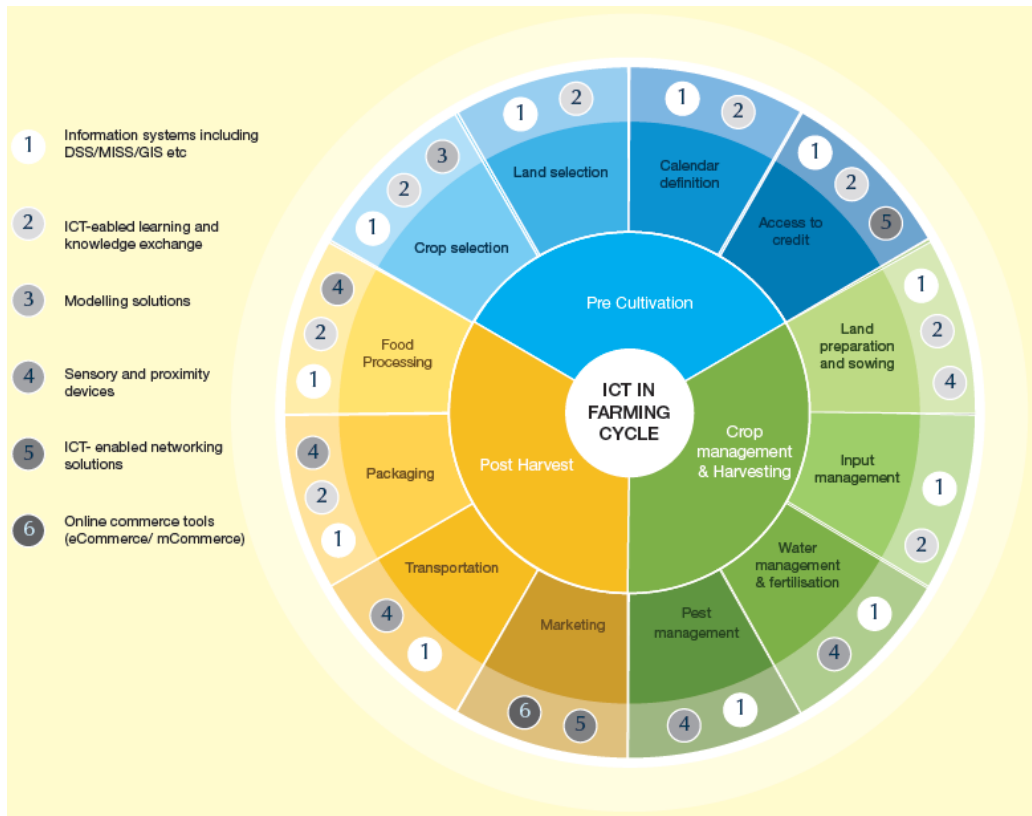 1
Information systems including
DSS/MISS/GIS etc
2
ICT-eabled learning and
knowledge exchange
3
Modelling solutions
4
Sensory and proximity
devices
5
ICT- enabled networking
solutions
6
Online commerce tools
(eCommerce/ mCommerce)
ICT IN
FARMING
CYCLE
Pre Cultivation
Crop selection
1
2
3
Land selection
1
2
Calendar
definition
1
2
Access to
credit
1
2
5
Crop
management
& Harvesting
Land
preparation
and sowing
1
2
4
Input
management
1
2
Water
management
& fertilisation
1
4
Pest
management
1
4
Post Harvest
Marketing
5
6
Transportation
1
4
Packaging
1
2
4
Food
Processing
1
2
4